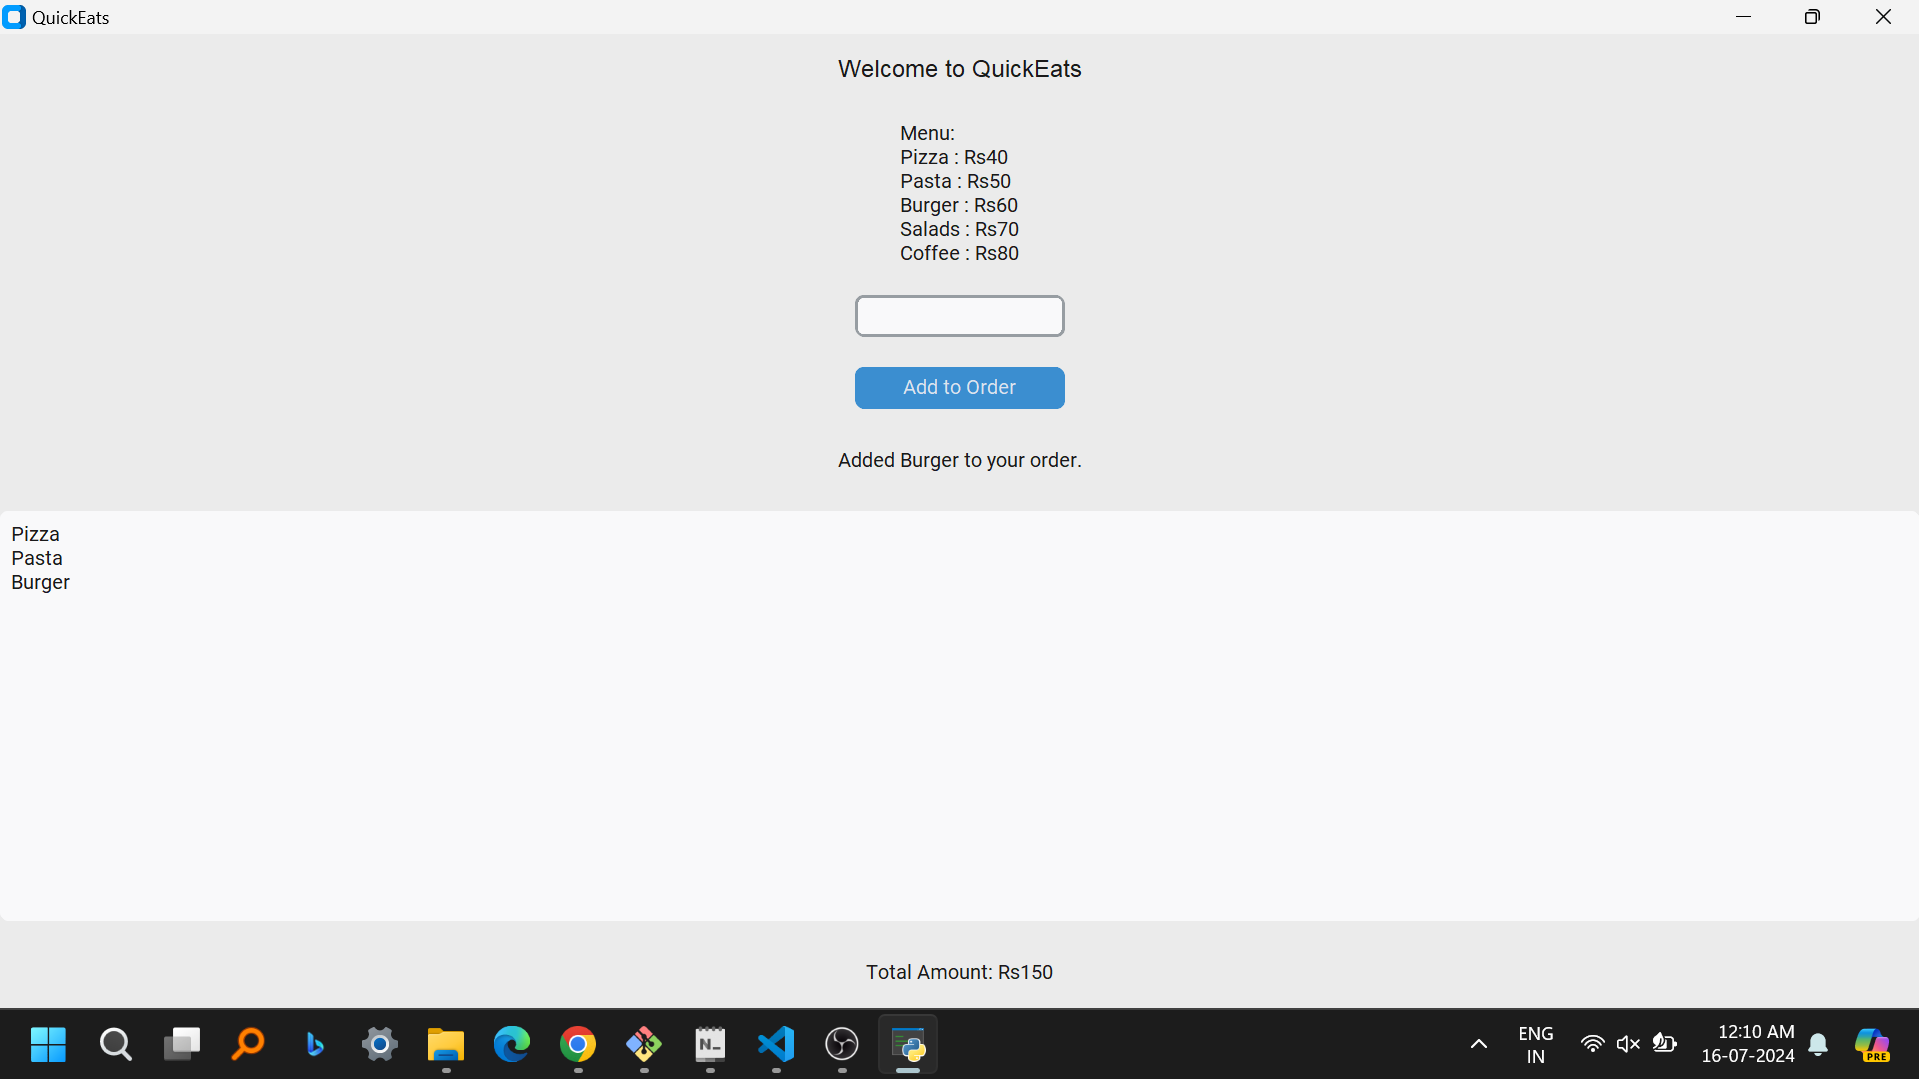 QuickEats
Welcome to QuickEats
Menu:
Pizza : Rs40
Pasta : Rs50
Burger : Rs60
Salads : Rs70
Coffee : Rs80
Add to Order
Added Burger to your order.
Pizza
Pasta
Burger
Total Amount: Rs150
N_
ENG
IN
12:10 AM
16-07-2024
PRE